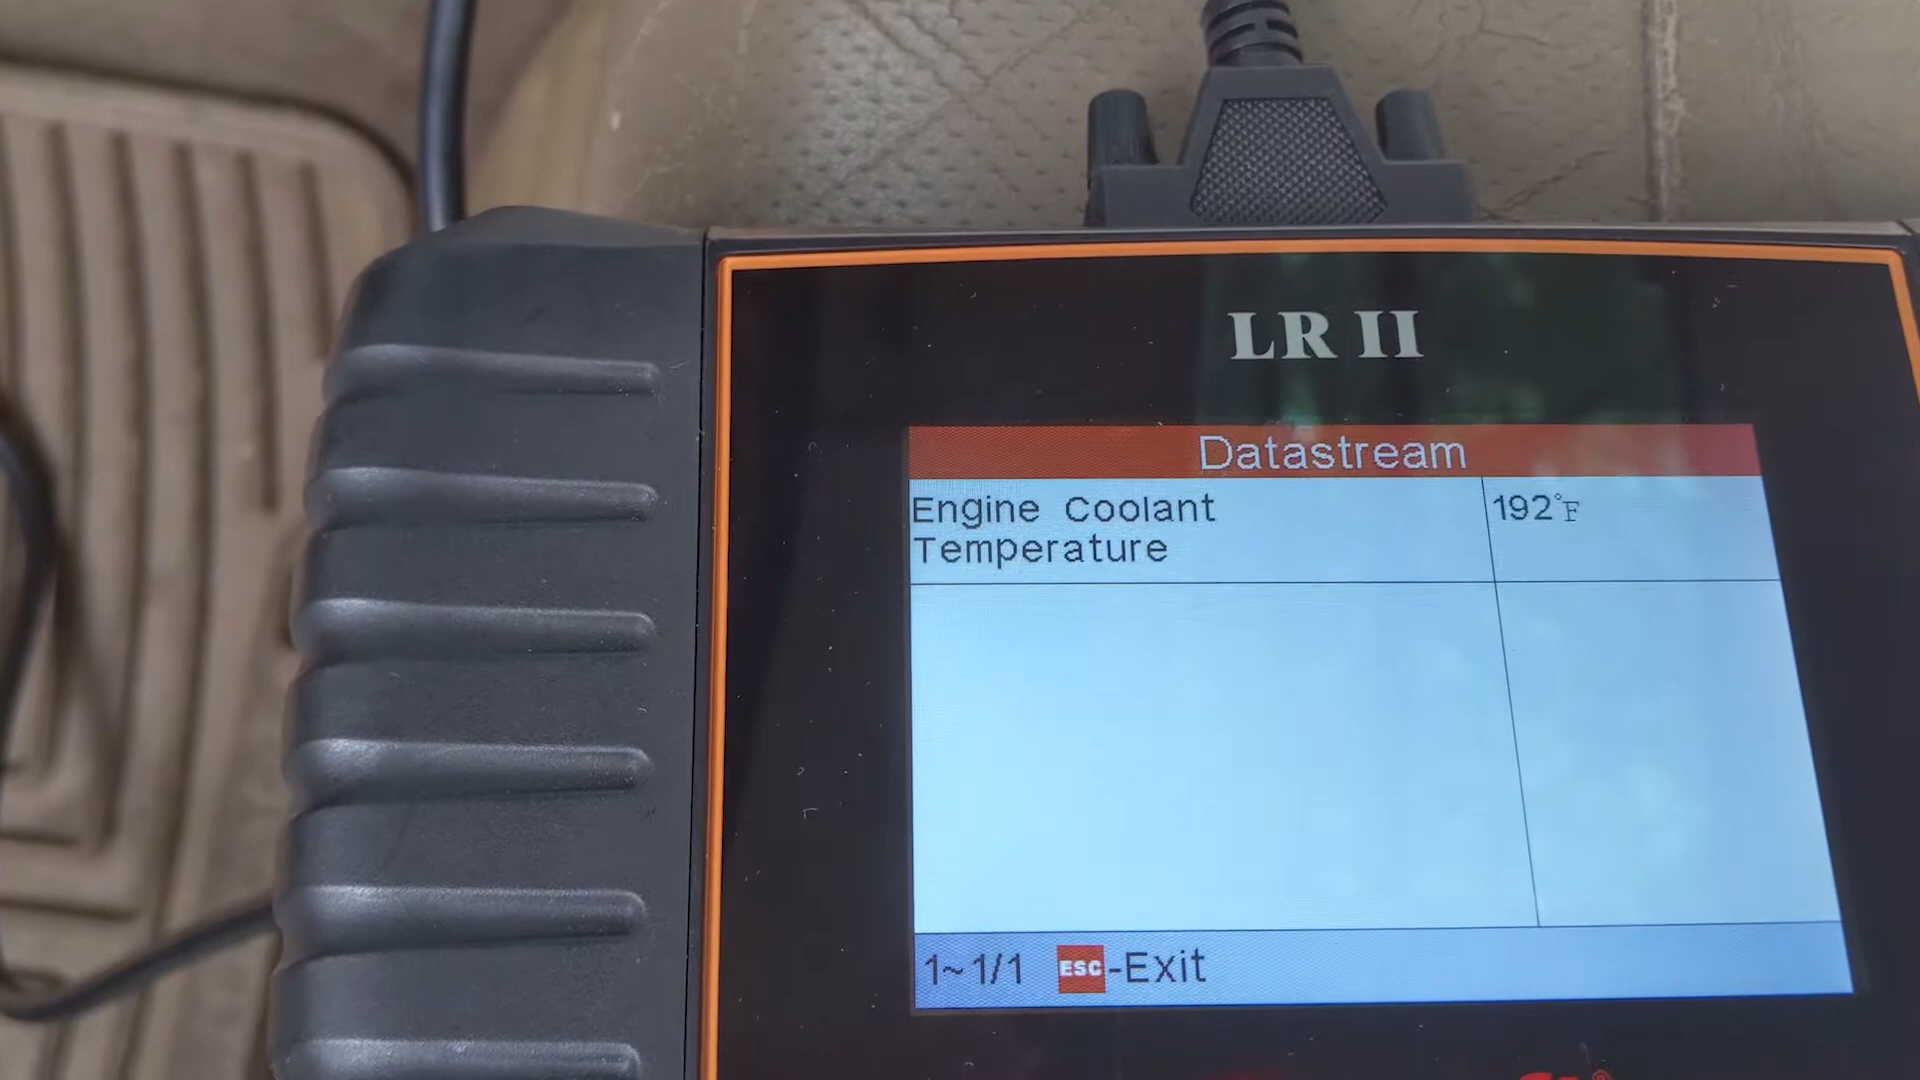 LR II
Datastream
Engine Coolant 192°F
Temperature
1~1/1 ESC-Exit